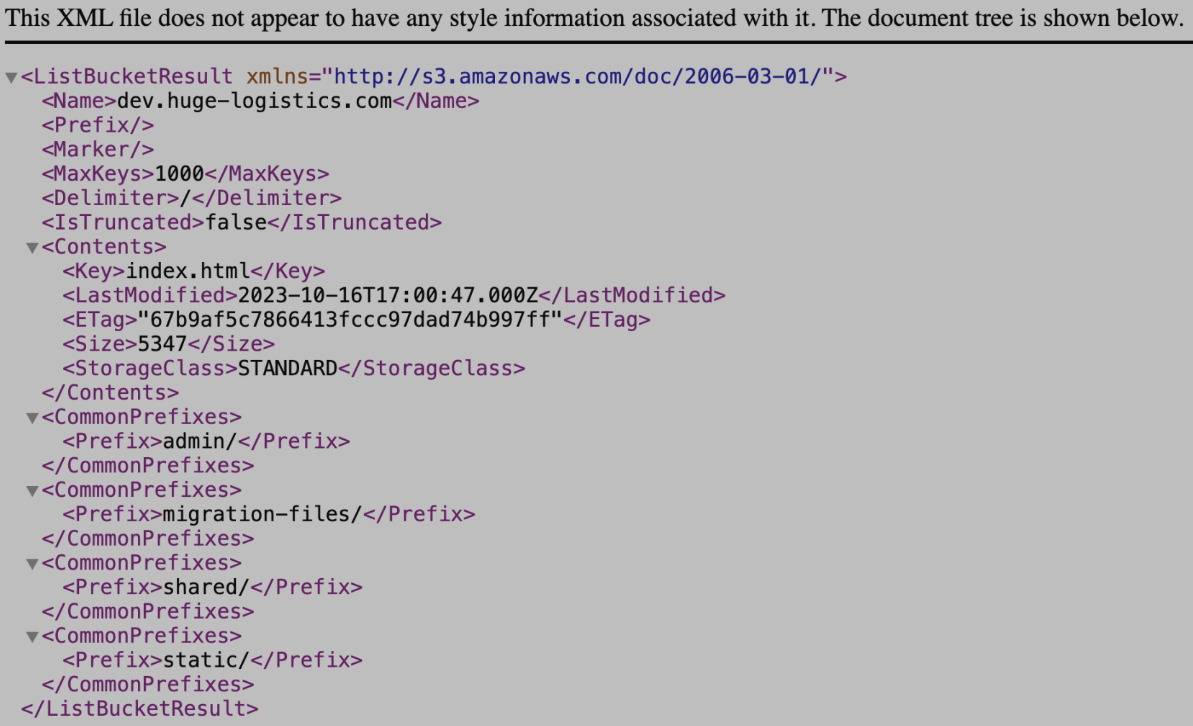 This XML file does not appear to have any style information associated with it. The document tree is shown below.
▼<ListBucketResult xmlns="http://s3.amazonaws.com/doc/2006-03-01/">
<Name>dev.huge-logistics.com</Name>
<Prefix/>
<Marker/>
<MaxKeys>1000</MaxKeys>
<Delimiter>/</Delimiter>
<IsTruncated>false</IsTruncated>
▼<Contents>
<Key>index.html</Key>
<LastModified>2023-10-16T17:00:47.000Z</LastModified>
<ETag>"67b9af5c7866413fccc97dad74b997ff"</ETag>
<Size>5347</Size>
<StorageClass>STANDARD</StorageClass>
</Contents>
▼<CommonPrefixes>
<Prefix>admin/</Prefix>
</CommonPrefixes>
▼<CommonPrefixes>
<Prefix>migration-files/</Prefix>
</CommonPrefixes>
▼<CommonPrefixes>
<Prefix>shared/</Prefix>
</CommonPrefixes>
▼<CommonPrefixes>
<Prefix>static/</Prefix>
</CommonPrefixes>
</ListBucketResult>